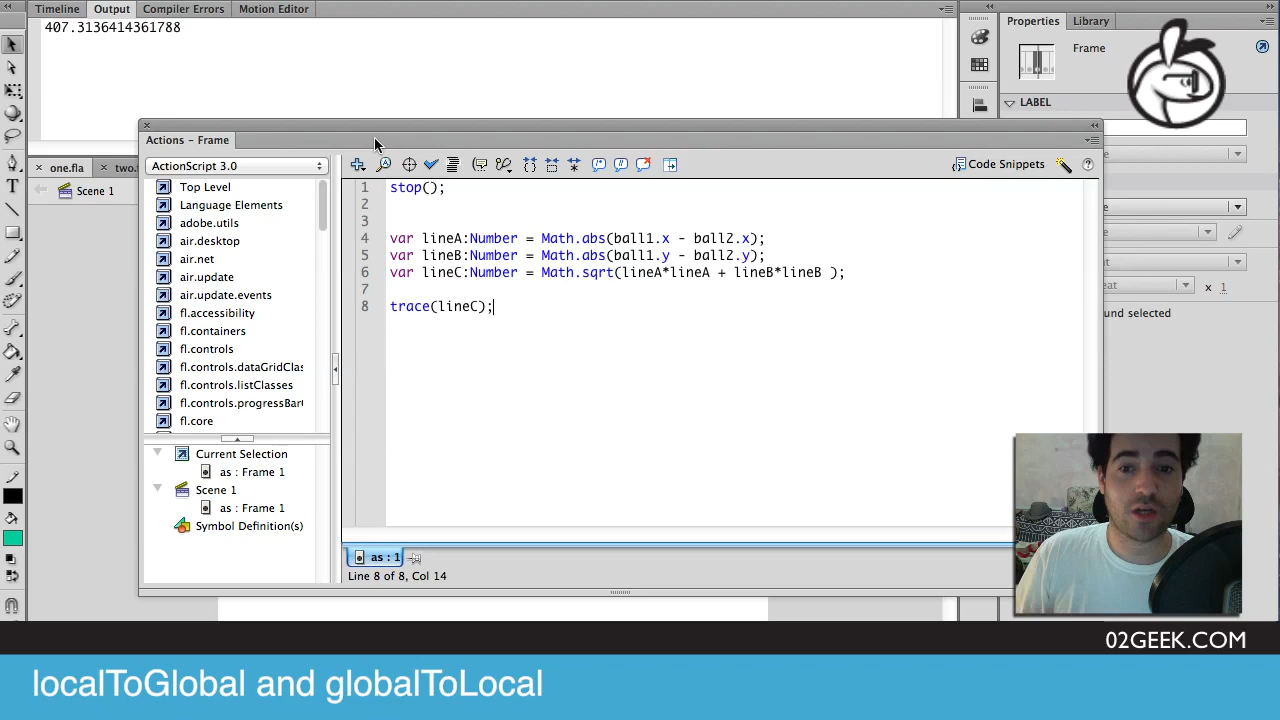 Timeline
Output
Compiler Errors
Motion Editor
407.3136414361788
Properties
Library
Frame
LABEL
Actions – Frame
one.fla
two.
Scene 1
ActionScript 3.0
Code Snippets
Top Level
Language Elements
adobe.utils
air.desktop
air.net
air.update
air.update.events
fl.accessibility
fl.containers
fl.controls
fl.controls.dataGridClas
fl.controls.listClasses
fl.controls.progressBar
fl.core
1 stop();
2
3
4 var lineA:Number = Math.abs(ball1.x - ball2.x);
5 var lineB:Number = Math.abs(ball1.y - ball2.y);
6 var lineC:Number = Math.sqrt(lineA*lineA + lineB*lineB );
7
8 trace(lineC);
eat
x 1
und selected
Current Selection
as : Frame 1
Scene 1
as : Frame 1
Symbol Definition(s)
as : 1
Line 8 of 8, Col 14
02GEEK.COM
localToGlobal and globalToLocal